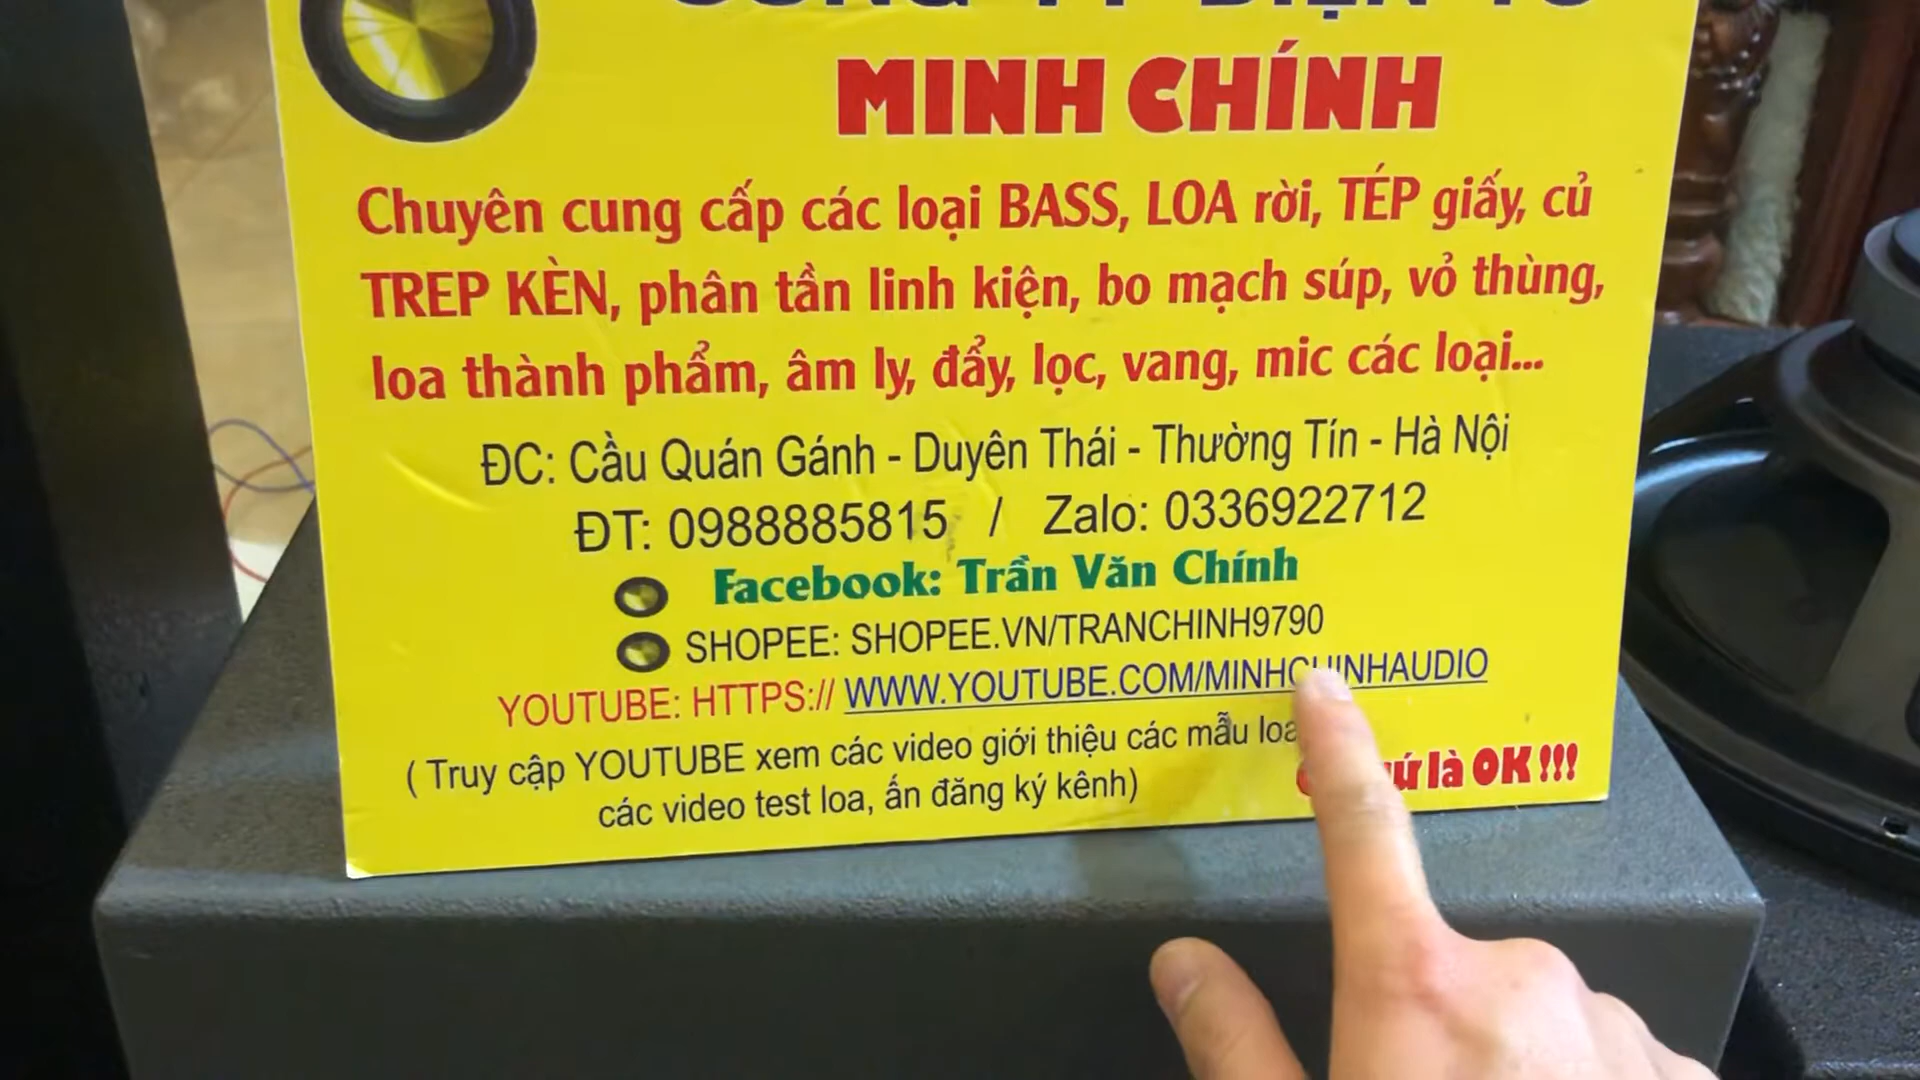 CÔNG TY ĐIỆN TỬ
MINH CHÍNH
Chuyên cung cấp các loại BASS, LOA rời, TÉP giấy, củ
TREP KÈN, phân tần linh kiện, bo mạch súp, vỏ thùng,
loa thành phẩm, âm ly, đẩy, lọc, vang, mic các loại...
ĐC: Cầu Quán Gánh - Duyên Thái - Thường Tín - Hà Nội
ĐT: 0988885815 / Zalo: 0336922712
Facebook: Trần Văn Chính
SHOPEE: SHOPEE.VN/TRANCHINH9790
YOUTUBE: HTTPS:// WWW.YOUTUBE.COM/MINHCHINHAUDIO
( Truy cập YOUTUBE xem các video giới thiệu các mẫu loa
các video test loa, ấn đăng ký kênh)
là OK !!!